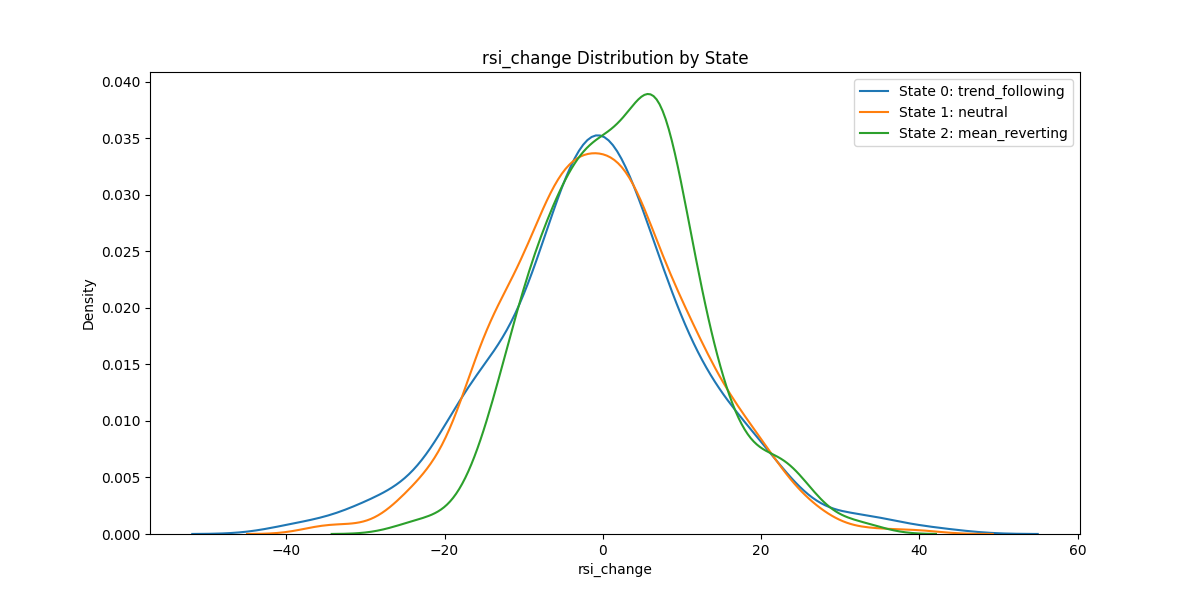 rsi_change Distribution by State
State 0: trend_following
State 1: neutral
State 2: mean_reverting
Density
0.040
0.035
0.030
0.025
0.020
0.015
0.010
0.005
0.000
−40 −20 0 20 40 60
rsi_change